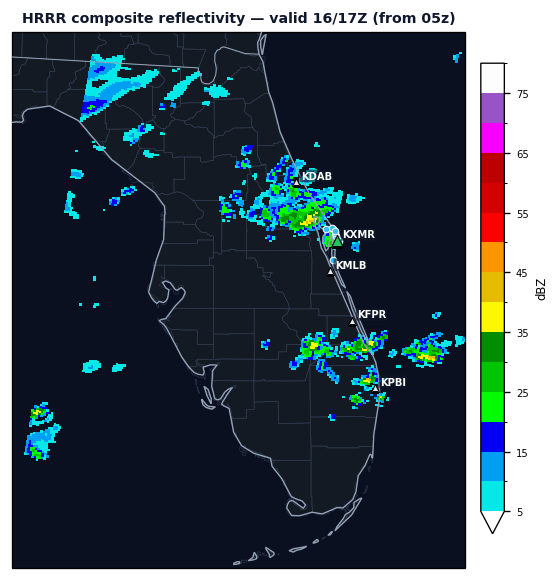 HRRR composite reflectivity — valid 16/17Z (from 05z)
KDAB
KXMR
KMLB
KFPR
KPBI
75
65
55
45
35
25
15
5
dBZ